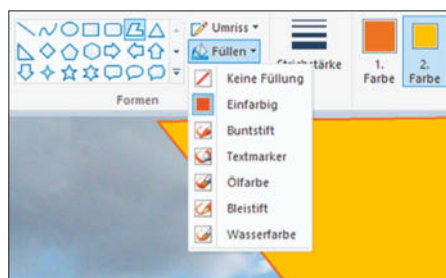 Umriss
Füllen
Strichstärke
1. Farbe
2. Farbe
Formen
Keine Füllung
Einfarbig
Buntstift
Textmarker
Ölfarbe
Bleistift
Wasserfarbe